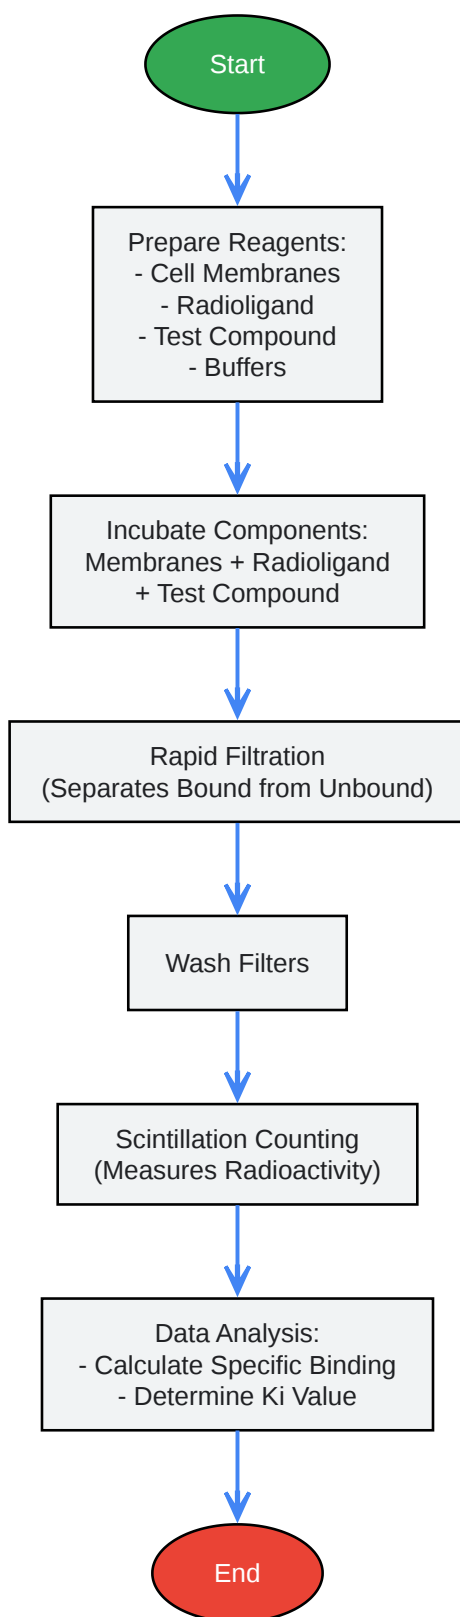 Start
Prepare Reagents:
- Cell Membranes
- Radioligand
- Test Compound
- Buffers
Incubate Components:
Membranes + Radioligand
+ Test Compound
Rapid Filtration
(Separates Bound from Unbound)
Wash Filters
Scintillation Counting
(Measures Radioactivity)
Data Analysis:
- Calculate Specific Binding
- Determine Ki Value
End